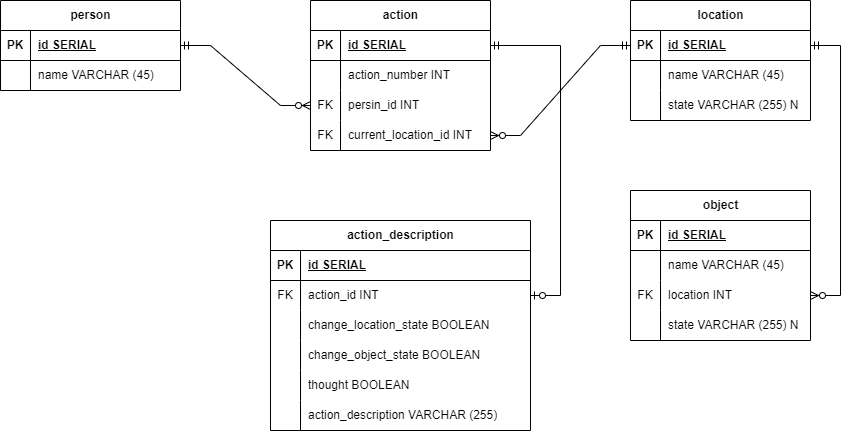 person
PK id SERIAL
name VARCHAR (45)
action
PK id SERIAL
action_number INT
FK persin_id INT
FK current_location_id INT
location
PK id SERIAL
name VARCHAR (45)
state VARCHAR (255) N
action_description
PK id SERIAL
FK action_id INT
change_location_state BOOLEAN
change_object_state BOOLEAN
thought BOOLEAN
action_description VARCHAR (255)
object
PK id SERIAL
name VARCHAR (45)
FK location INT
state VARCHAR (255) N